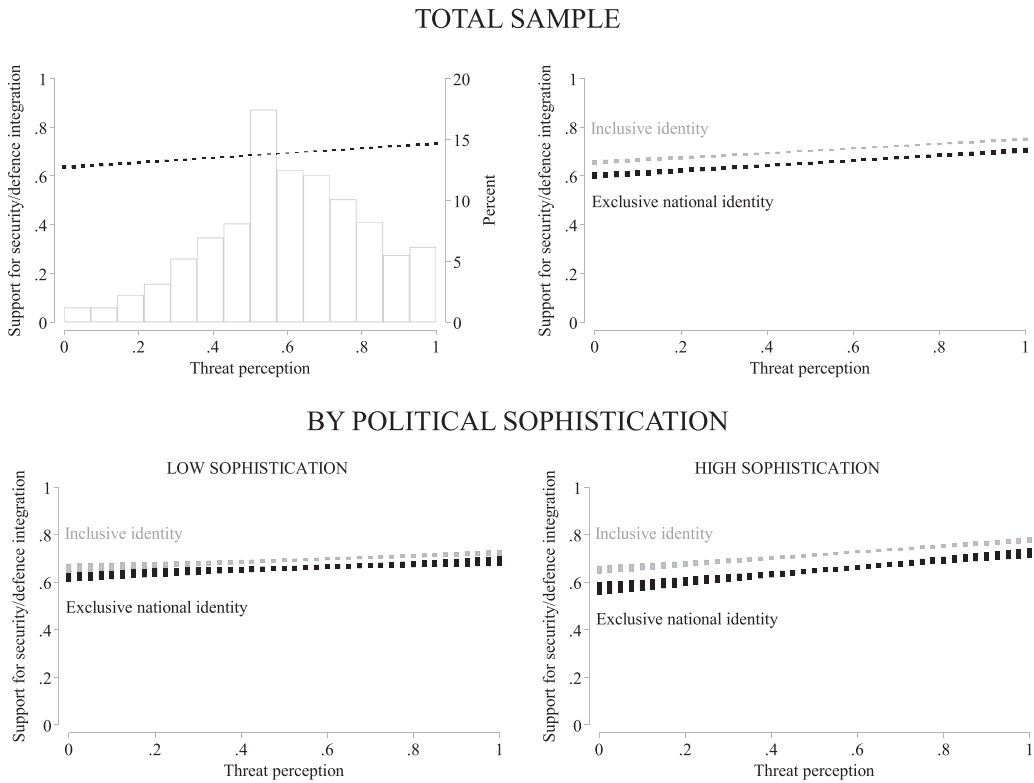 TOTAL SAMPLE
Support for security/defence integration
1
.8
.6
.4
.2
0
20
15
10
5
0
Percent
0 .2 .4 .6 .8 1
Threat perception
Support for security/defence integration
1
.8
.6
.4
.2
0
Inclusive identity
Exclusive national identity
0 .2 .4 .6 .8 1
Threat perception
BY POLITICAL SOPHISTICATION
LOW SOPHISTICATION
Support for security/defence integration
1
.8
.6
.4
.2
0
Inclusive identity
Exclusive national identity
0 .2 .4 .6 .8 1
Threat perception
HIGH SOPHISTICATION
Support for security/defence integration
1
.8
.6
.4
.2
0
Inclusive identity
Exclusive national identity
0 .2 .4 .6 .8 1
Threat perception